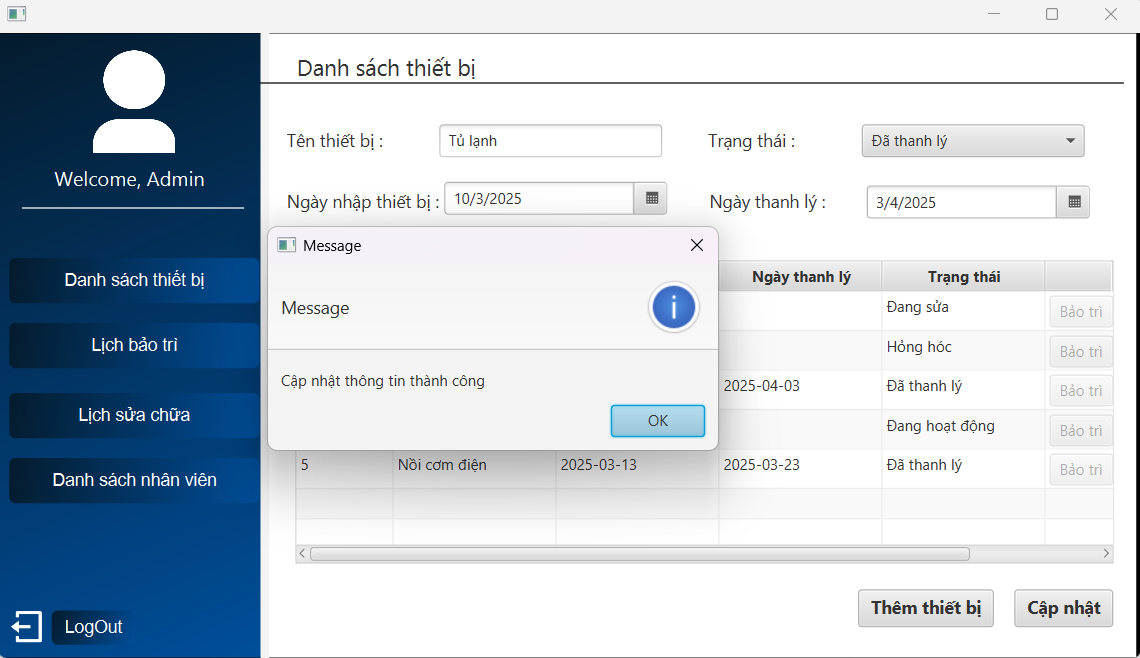 Danh sách thiết bị
Welcome, Admin
Danh sách thiết bị
Lịch bảo trì
Lịch sửa chữa
Danh sách nhân viên
LogOut
Tên thiết bị : Tủ lạnh Trạng thái : Đã thanh lý
Ngày nhập thiết bị : 10/3/2025 Ngày thanh lý : 3/4/2025
Message
Message
Cập nhật thông tin thành công
OK
Ngày thanh lý Trạng thái
Đang sửa Bảo trì
Hỏng hóc Bảo trì
2025-04-03 Đã thanh lý Bảo trì
Đang hoạt động Bảo trì
5 Nồi cơm điện 2025-03-13 2025-03-23 Đã thanh lý Bảo trì
Thêm thiết bị Cập nhật